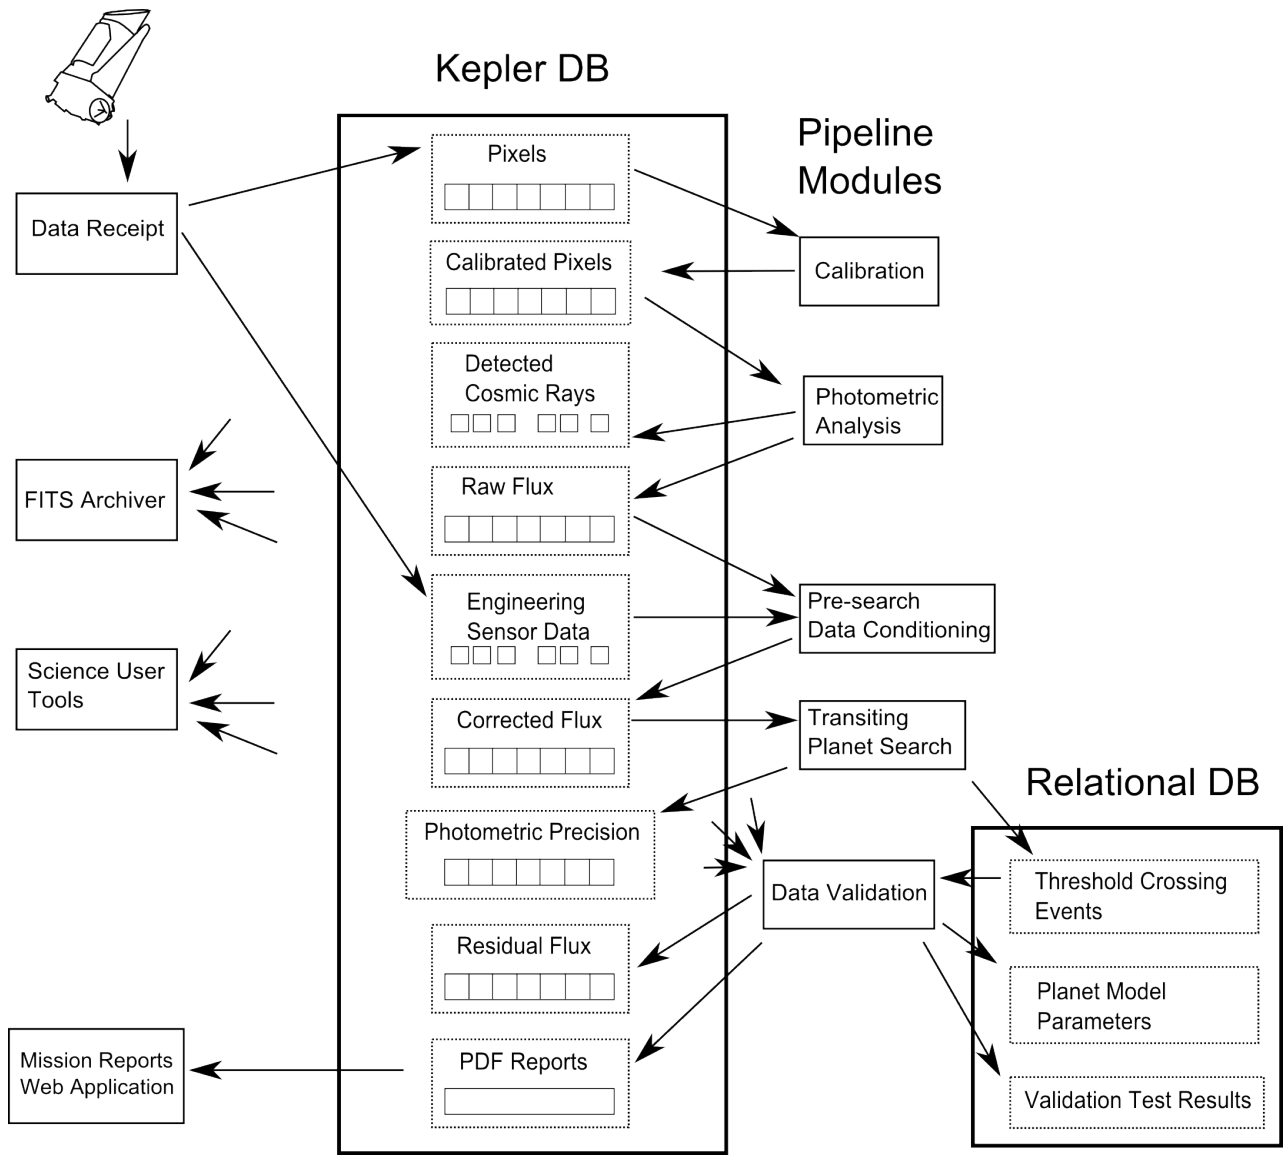 Kepler DB
Pipeline
Modules
Pixels
Data Receipt
Calibrated Pixels
Calibration
Detected
Cosmic Rays
Photometric
Analysis
FITS Archiver
Raw Flux
Engineering
Sensor Data
Pre-search
Data Conditioning
Science User
Tools
Corrected Flux
Transiting
Planet Search
Relational DB
Photometric Precision
Data Validation
Threshold Crossing
Events
Residual Flux
Planet Model
Parameters
Mission Reports
Web Application
PDF Reports
Validation Test Results